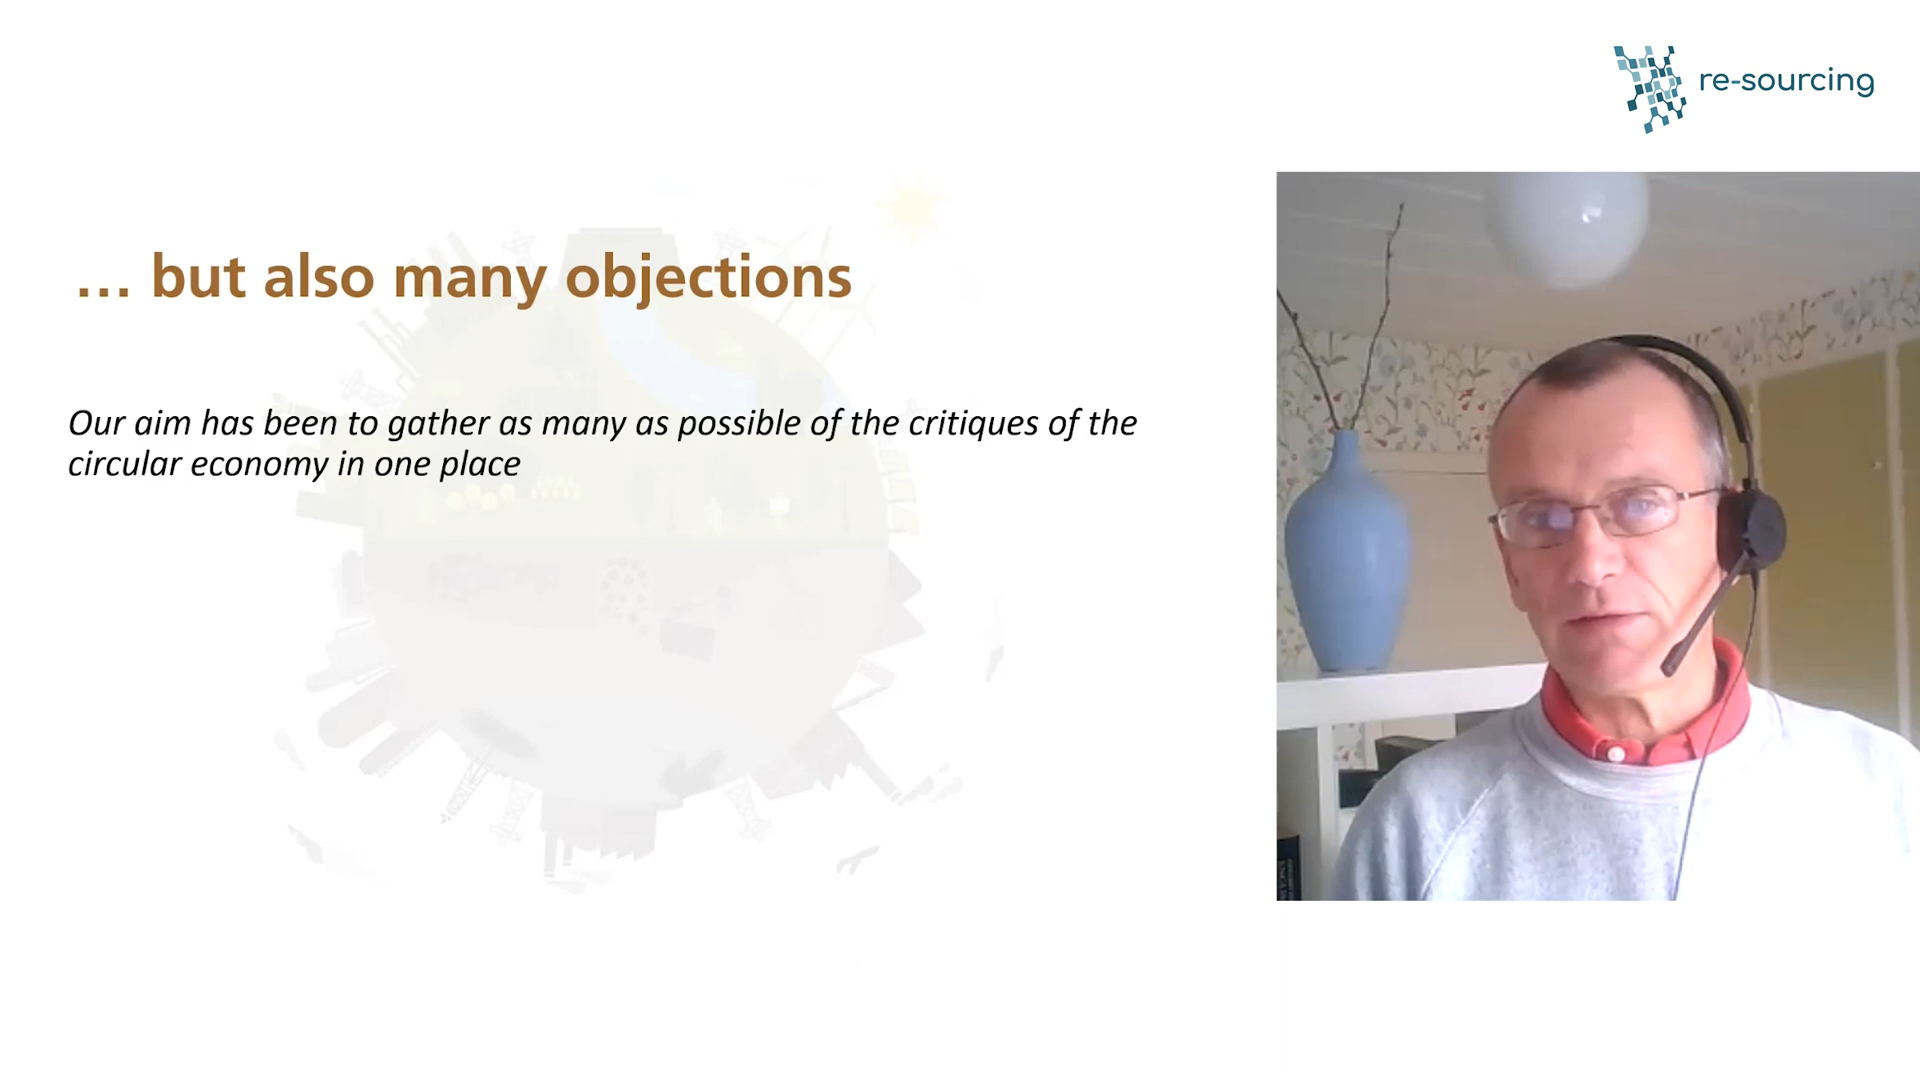 re-sourcing
... but also many objections
Our aim has been to gather as many as possible of the critiques of the
circular economy in one place